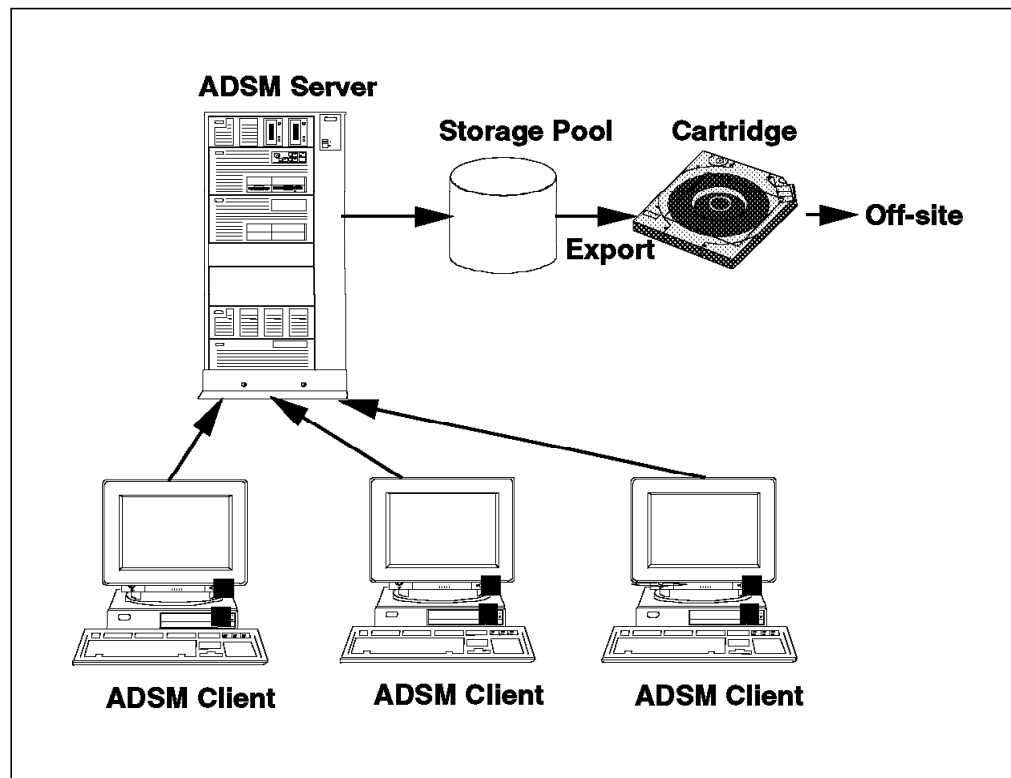 ADSM Server
Storage Pool
Cartridge
Off-site
Export
ADSM Client
ADSM Client
ADSM Client